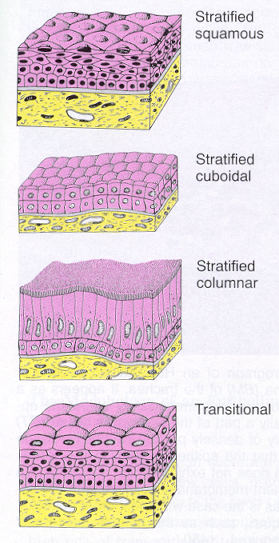 Stratified
squamous
Stratified
cuboidal
Stratified
columnar
Transitional